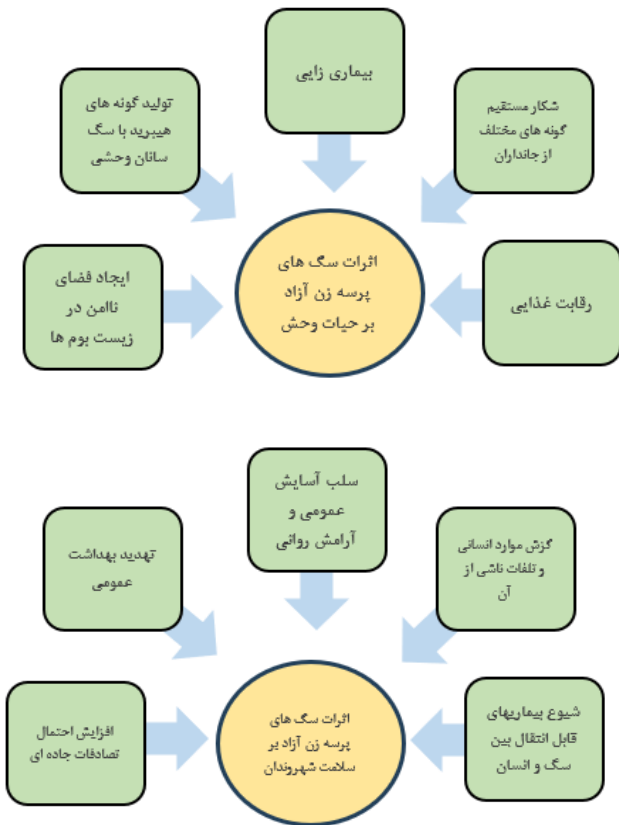 بیماری زایی
تولید گونه های
هیبرید با سگ
سانان وحشی
شکار مستقیم
گونه های مختلف
از جانداران
ایجاد فضای
ناامن در
زیست بوم ها
اثرات سگ های
پرسه زن آزاد
بر حیات وحش
رقابت غذایی
سلب آسایش
عمومی و
آرامش روانی
تهدید بهداشت
عمومی
گزش موارد انسانی
و تلفات ناشی از
آن
افزایش احتمال
تصادفات جاده ای
اثرات سگ های
پرسه زن آزاد بر
سلامت شهروندان
شیوع بیماریهای
قابل انتقال بین
سگ و انسان